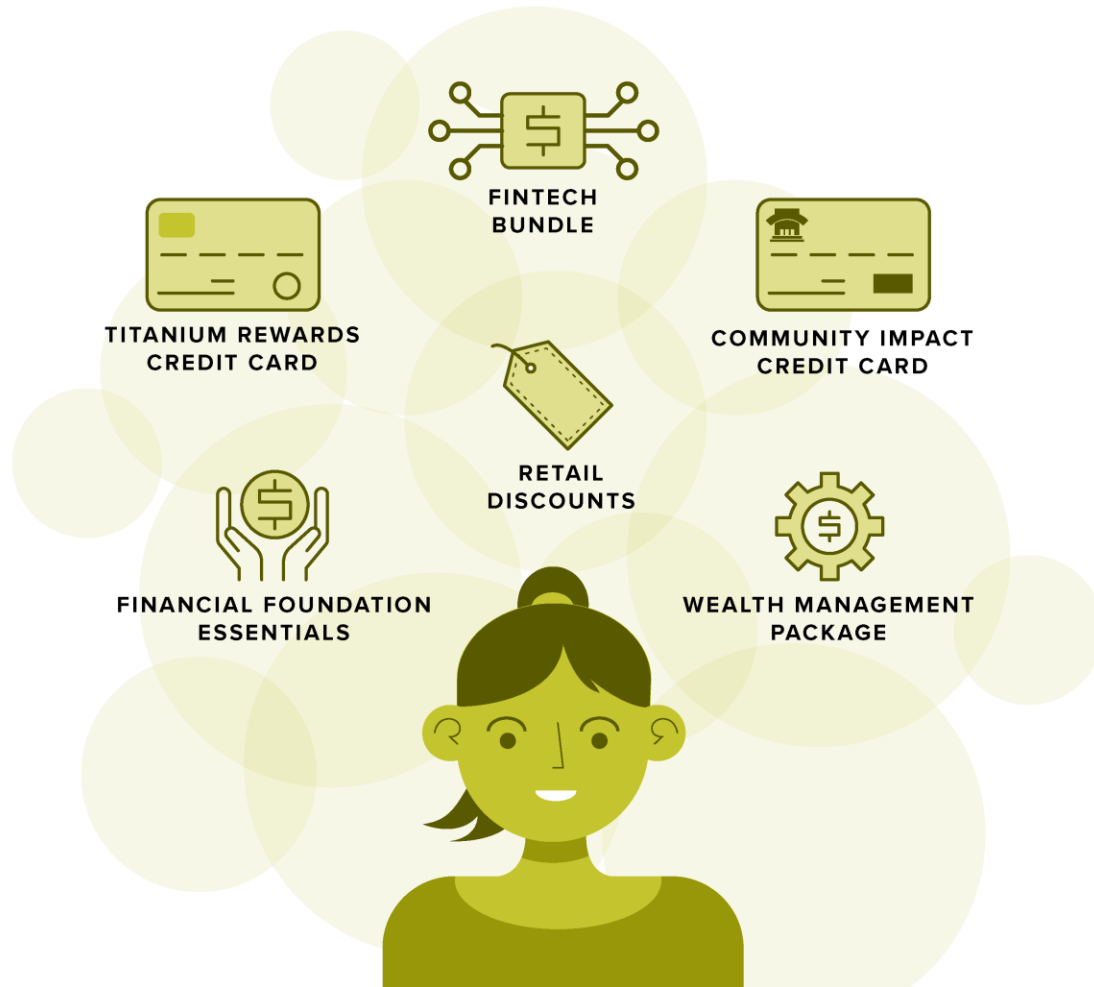 FINTECH
BUNDLE
TITANIUM REWARDS
CREDIT CARD
COMMUNITY IMPACT
CREDIT CARD
RETAIL
DISCOUNTS
FINANCIAL FOUNDATION
ESSENTIALS
WEALTH MANAGEMENT
PACKAGE